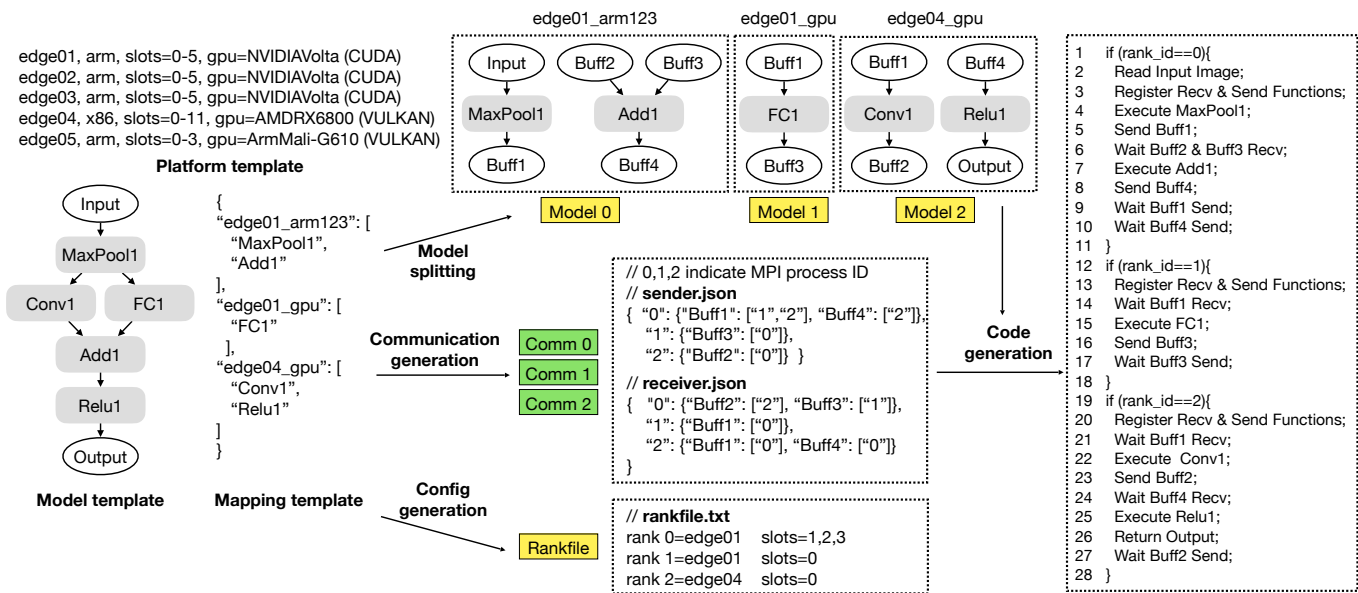 edge01_arm123
edge01_gpu
edge04_gpu
edge01, arm, slots=0-5, gpu=NVIDIAVolta (CUDA)
edge02, arm, slots=0-5, gpu=NVIDIAVolta (CUDA)
edge03, arm, slots=0-5, gpu=NVIDIAVolta (CUDA)
edge04, x86, slots=0-11, gpu=AMDRX6800 (VULKAN)
edge05, arm, slots=0-3, gpu=ArmMali-G610 (VULKAN)
Platform template
Input
Buff2
Buff3
MaxPool1
Add1
Buff1
Buff4
Model 0
Buff1
FC1
Buff3
Model 1
Buff1
Buff4
Conv1
Relu1
Buff2
Output
Model 2
Input
MaxPool1
Conv1
FC1
Add1
Relu1
Output
Model template
{
“edge01_arm123”: [
“MaxPool1”,
“Add1”
],
“edge01_gpu”: [
“FC1”
],
“edge04_gpu”: [
“Conv1”,
“Relu1”
]
}
Mapping template
Model
splitting
Communication
generation
Config
generation
Comm 0
Comm 1
Comm 2
Rankfile
// 0,1,2 indicate MPI process ID
// sender.json
{ “0": {"Buff1": [“1”,“2”], “Buff4”: [“2”]},
“1": {“Buff3”: [“0”]},
“2": {"Buff2": [“0”]} }
// receiver.json
{ "0": {“Buff2”: [“2”], “Buff3”: [“1”]},
“1": {“Buff1”: [“0”]},
“2": {“Buff1”: [“0”], “Buff4”: [“0”]}
}
// rankfile.txt
rank 0=edge01 slots=1,2,3
rank 1=edge01 slots=0
rank 2=edge04 slots=0
Code
generation
1 if (rank_id==0){
2 Read Input Image;
3 Register Recv & Send Functions;
4 Execute MaxPool1;
5 Send Buff1;
6 Wait Buff2 & Buff3 Recv;
7 Execute Add1;
8 Send Buff4;
9 Wait Buff1 Send;
10 Wait Buff4 Send;
11 }
12 if (rank_id==1){
13 Register Recv & Send Functions;
14 Wait Buff1 Recv;
15 Execute FC1;
16 Send Buff3;
17 Wait Buff3 Send;
18 }
19 if (rank_id==2){
20 Register Recv & Send Functions;
21 Wait Buff1 Recv;
22 Execute Conv1;
23 Send Buff2;
24 Wait Buff4 Recv;
25 Execute Relu1;
26 Return Output;
27 Wait Buff2 Send;
28 }